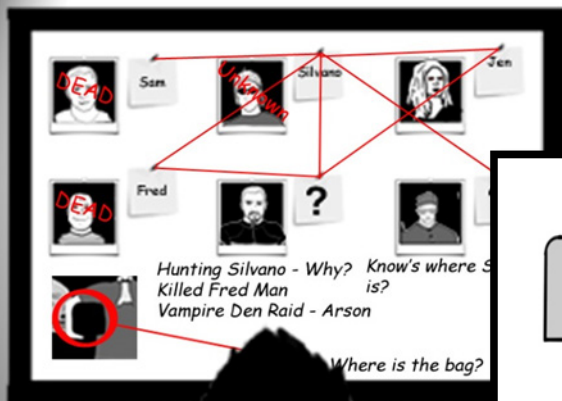 DEAD
Sam
Unknown
Silvano
Jen
DEAD
Fred
?
Hunting Silvano - Why?
Killed Fred Man
Vampire Den Raid - Arson
Know's where S
is?
Where is the bag?